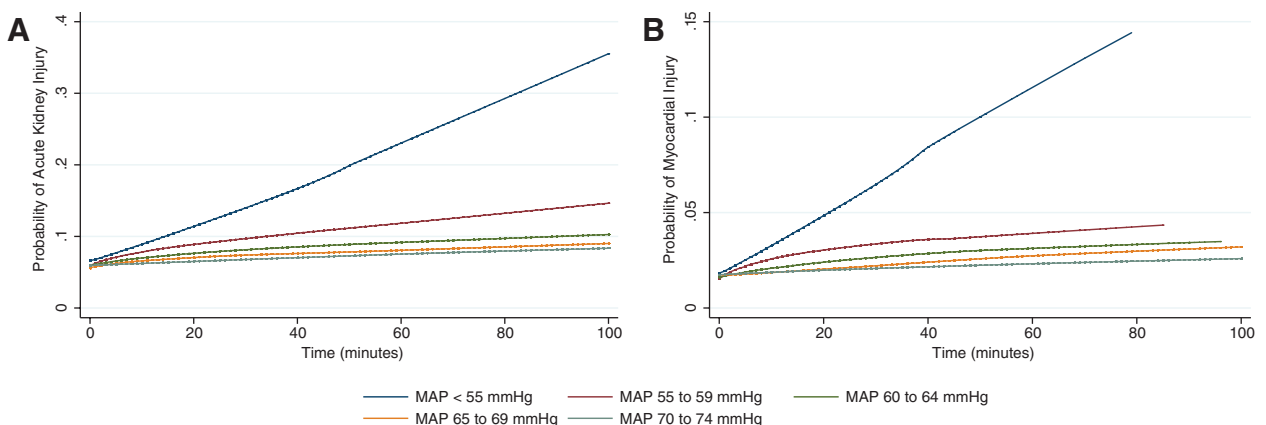 A
B
Probability of Acute Kidney Injury
.4
.3
.2
.1
0
0 20 40 60 80 100
Time (minutes)
Probability of Myocardial Injury
.15
.1
.05
0
0 20 40 60 80 100
Time (minutes)
MAP < 55 mmHg MAP 55 to 59 mmHg MAP 60 to 64 mmHg
MAP 65 to 69 mmHg MAP 70 to 74 mmHg